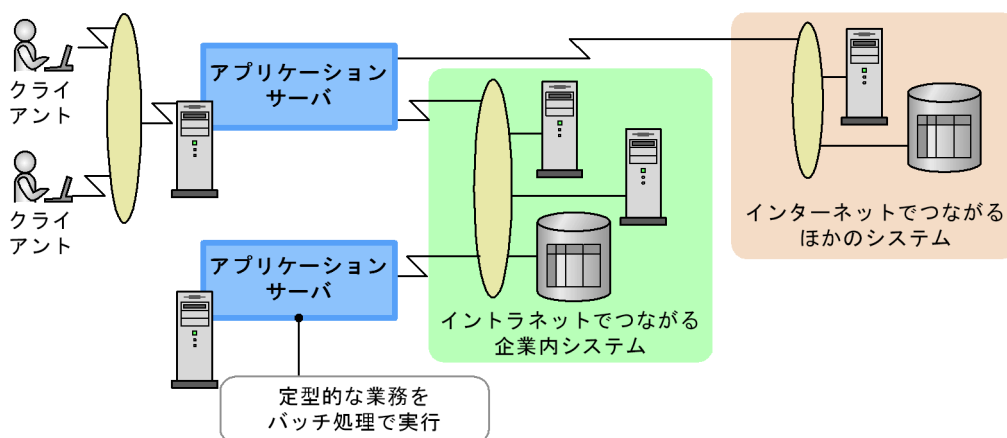 クライ
アント
クライ
アント
アプリケーション
サーバ
アプリケーション
サーバ
定型的な業務を
バッチ処理で実行
イントラネットでつながる
企業内システム
インターネットでつながる
ほかのシステム